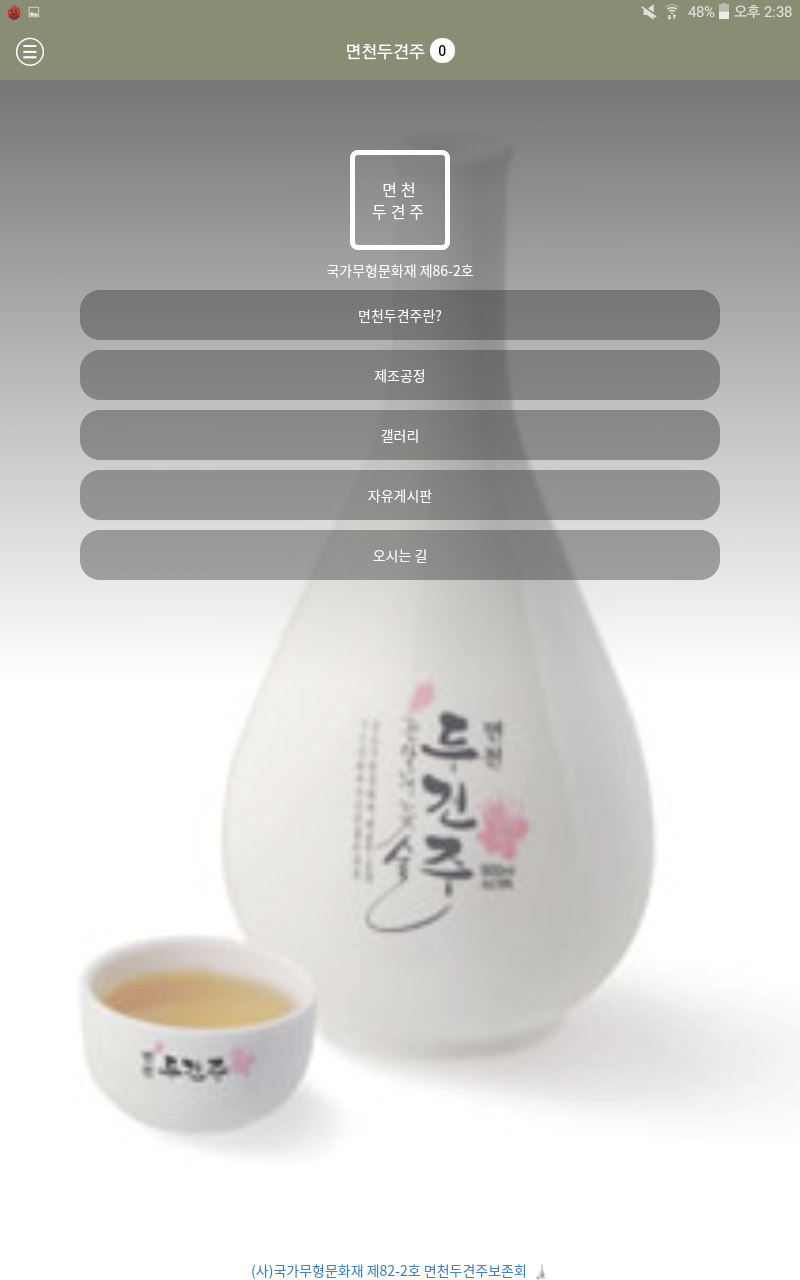 48% 오후 2:38
면천두견주 0
면 천
두 견 주
국가무형문화재 제86-2호
면천두견주란?
제조공정
갤러리
자유게시판
오시는 길
면천
두견주
술
면천 두견주
(사)국가무형문화재 제82-2호 면천두견주보존회